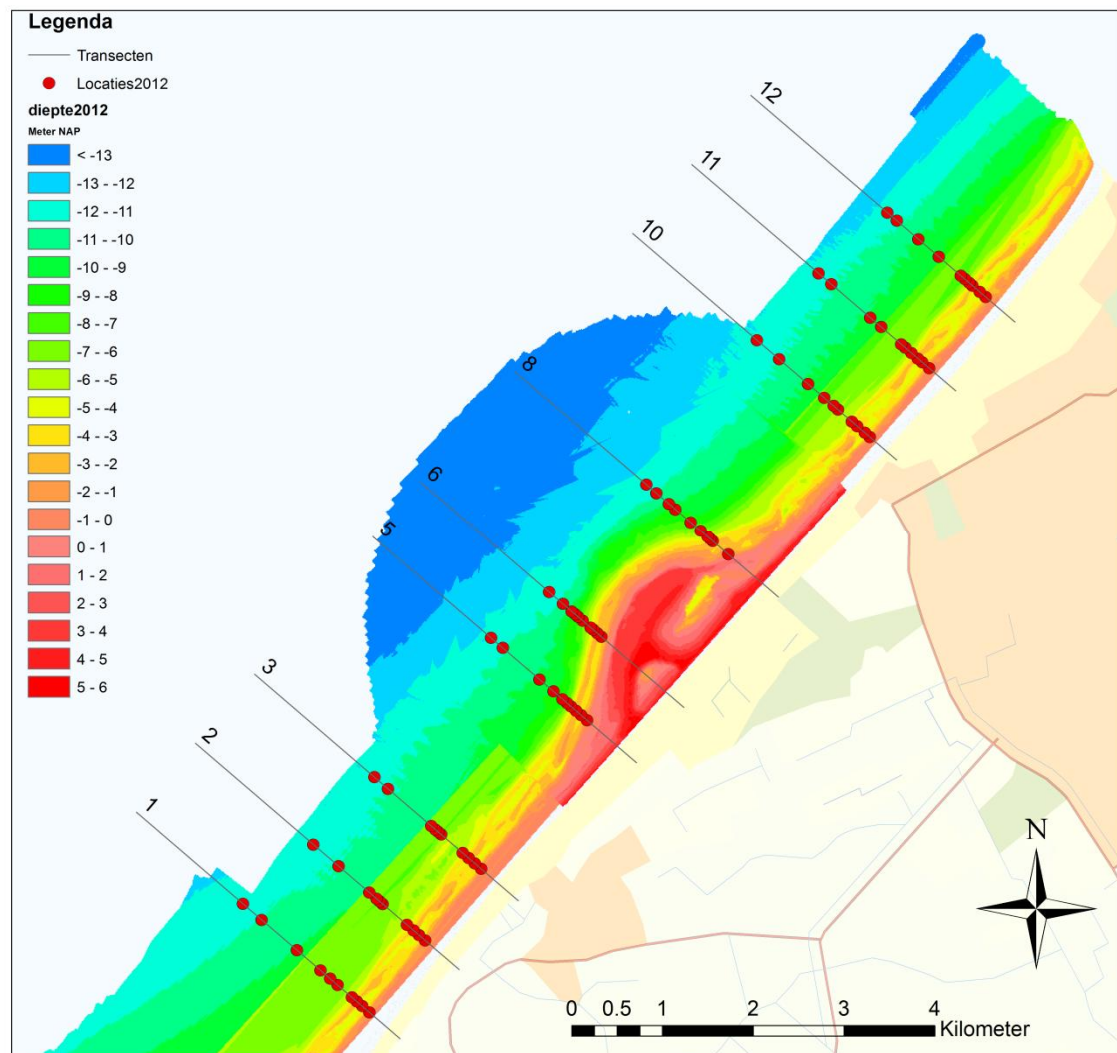 Legenda
Transecten
Locaties2012
diepte2012
Meter NAP
< -13
-13 - -12
-12 - -11
-11 - -10
-10 - -9
-9 - -8
-8 - -7
-7 - -6
-6 - -5
-5 - -4
-4 - -3
-3 - -2
-2 - -1
-1 - 0
0 - 1
1 - 2
2 - 3
3 - 4
4 - 5
5 - 6
12
11
10
8
6
5
3
2
1
N
0 0.5 1 2 3 4
Kilometer